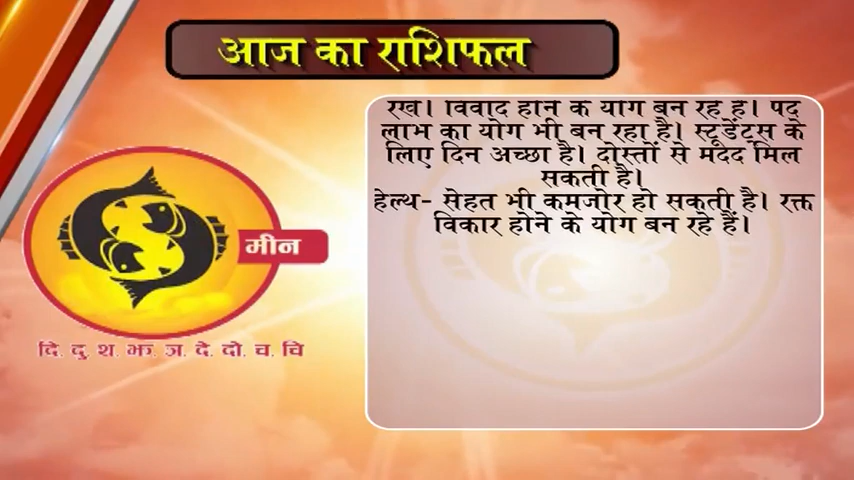 आज का राशिफल
रखें। विवाद होने के योग बन रहे हैं। पद
लाभ का योग भी बन रहा है। स्टूडेंट्स के
लिए दिन अच्छा है। दोस्तों से मदद मिल
सकती है।
हेल्थ- सेहत भी कमजोर हो सकती है। रक्त
विकार होने के योग बन रहे हैं।
मीन
दि. दु. श. झ. ञ. दे. दो. च. चि